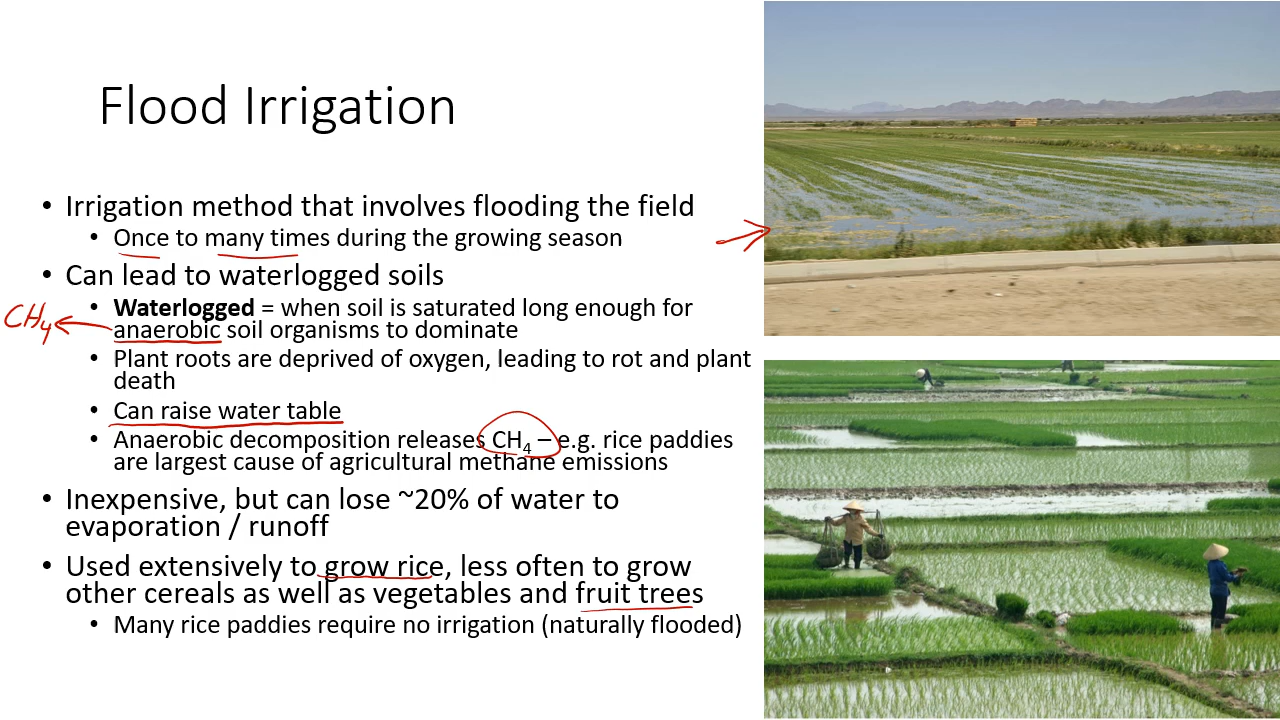 Flood Irrigation
• Irrigation method that involves flooding the field
• Once to many times during the growing season
• Can lead to waterlogged soils
• Waterlogged = when soil is saturated long enough for
CH₄
anaerobic soil organisms to dominate
• Plant roots are deprived of oxygen, leading to rot and plant
death
• Can raise water table
• Anaerobic decomposition releases CH₄ – e.g. rice paddies
are largest cause of agricultural methane emissions
• Inexpensive, but can lose ~20% of water to
evaporation / runoff
• Used extensively to grow rice, less often to grow
other cereals as well as vegetables and fruit trees
• Many rice paddies require no irrigation (naturally flooded)